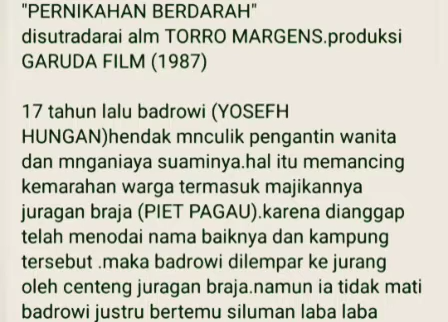 "PERNIKAHAN BERDARAH"
disutradarai alm TORRO MARGENS.produksi
GARUDA FILM (1987)
17 tahun lalu badrowi (YOSEFH
HUNGAN)hendak mnculik pengantin wanita
dan mnganiaya suaminya.hal itu memancing
kemarahan warga termasuk majikannya
juragan braja (PIET PAGAU).karena dianggap
telah menodai nama baiknya dan kampung
tersebut .maka badrowi dilempar ke jurang
oleh centeng juragan braja.namun ia tidak mati
badrowi justru bertemu siluman laba laba